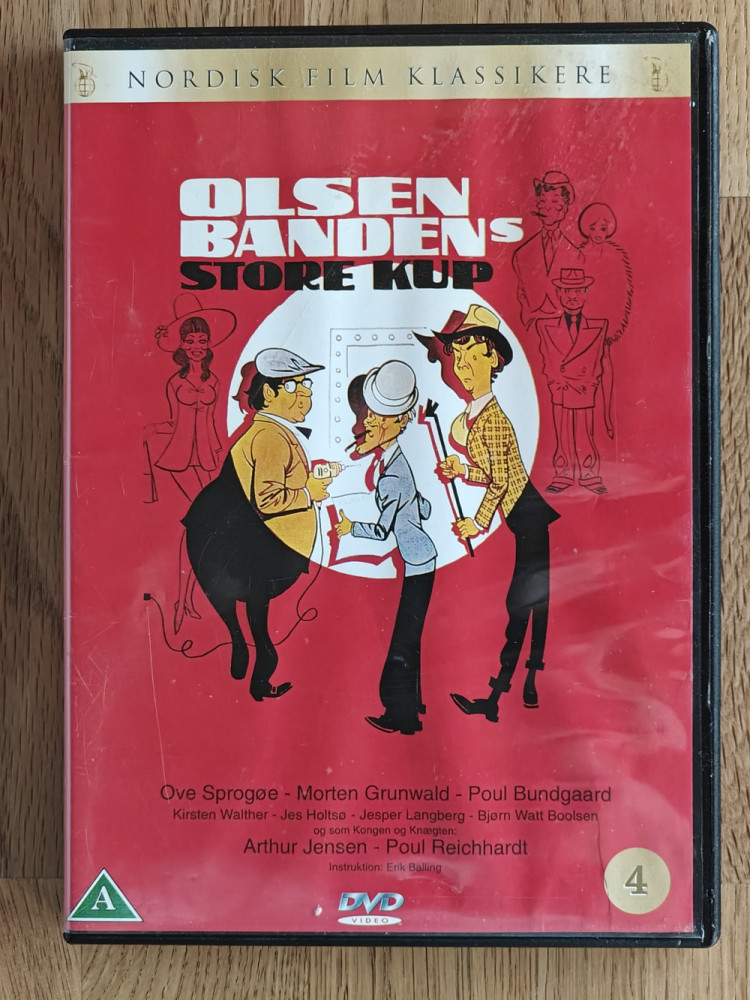 NORDISK FILM KLASSIKERE
OLSEN
BANDENS
STORE KUP
Ove Sprogøe - Morten Grunwald - Poul Bundgaard
Kirsten Walther - Jes Holtsø - Jesper Langberg - Bjørn Watt Boolsen
og som Kongen og Knægten:
Arthur Jensen - Poul Reichhardt
Instruktion: Erik Balling
A
DVD
VIDEO
4